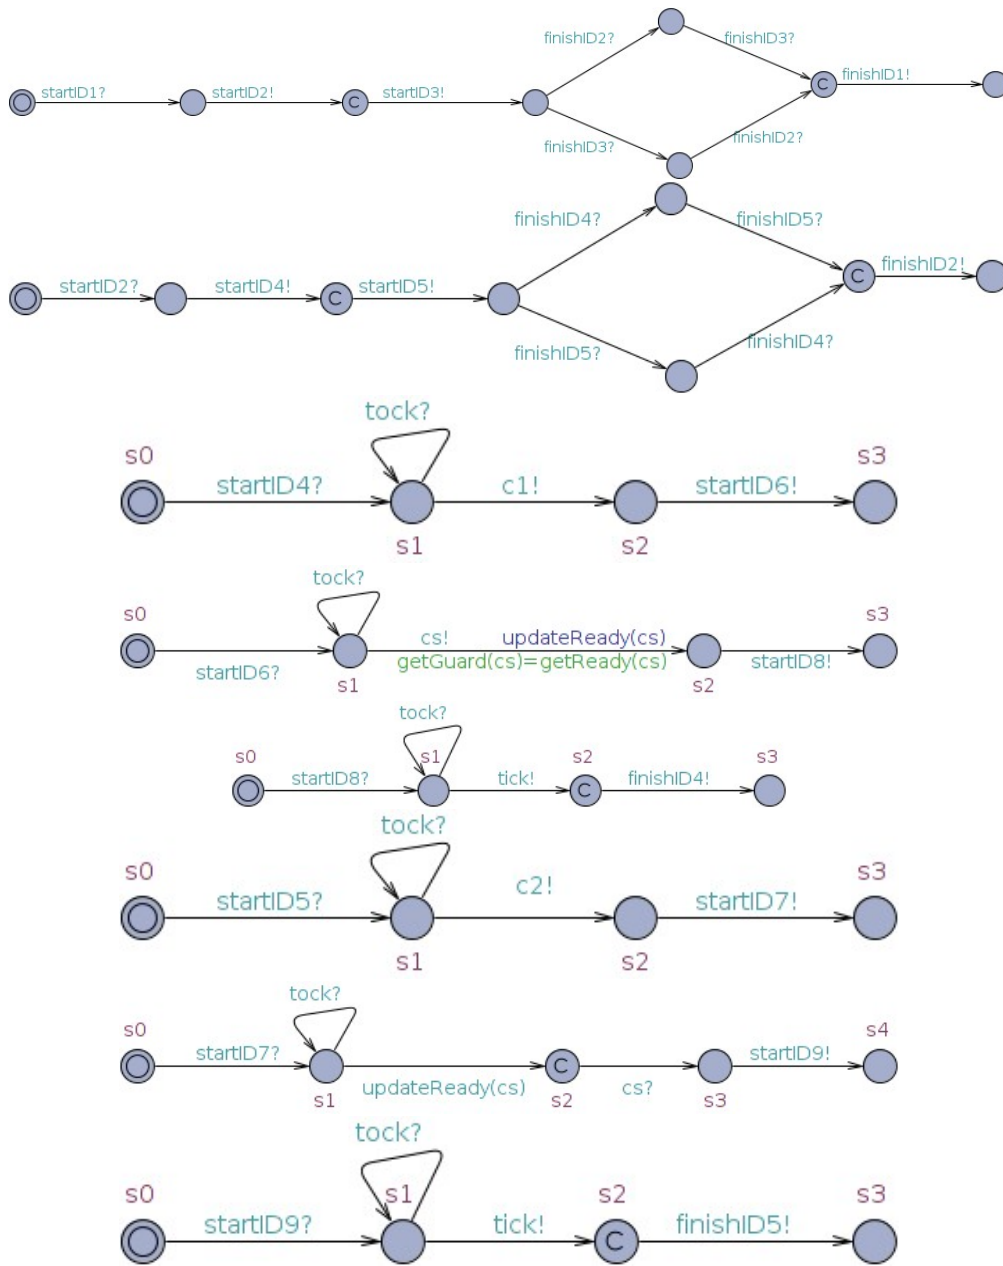 finishID2? finishID3?
startID1? startID2! C startID3! C finishID1!
finishID3? finishID2?
finishID4? finishID5?
startID2? startID4! C startID5! C finishID2!
finishID5? finishID4?
tock?
s0 s3
startID4? c1! startID6!
s1 s2
tock?
s0 s3
cs! updateReady(cs)
startID6? getGuard(cs)=getReady(cs) startID8!
s1 s2
tock?
s0 s1 s2 s3
startID8? tick! C finishID4!
tock?
s0 s3
startID5? c2! startID7!
s1 s2
tock?
s0 s4
startID7? C startID9!
updateReady(cs) cs?
s1 s2 s3
tock?
s0 s1 s2 s3
startID9? tick! C finishID5!